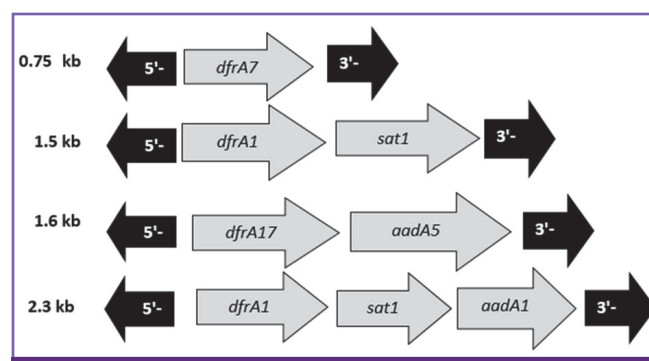 0.75 kb 5'- dfrA7 3'-
1.5 kb 5'- dfrA1 sat1 3'-
1.6 kb 5'- dfrA17 aadA5 3'-
2.3 kb 5'- dfrA1 sat1 aadA1 3'-